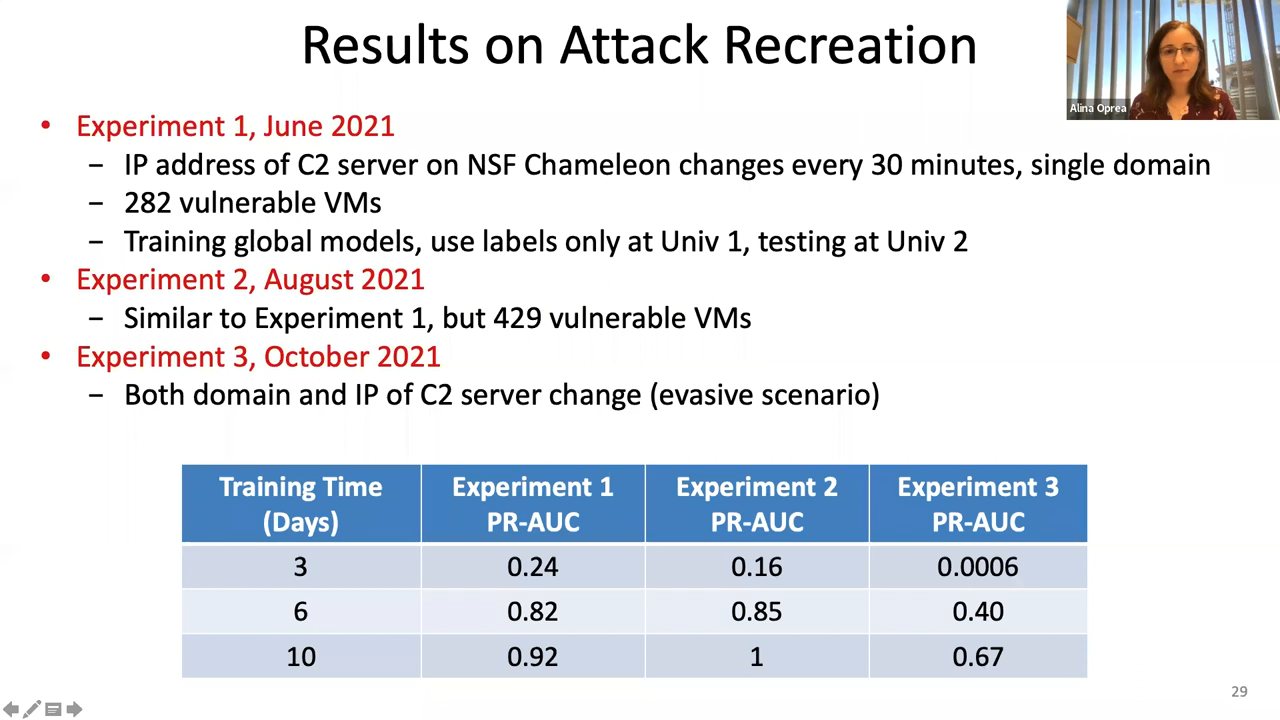 Results on Attack Recreation
Alina Oprea
• Experiment 1, June 2021
– IP address of C2 server on NSF Chameleon changes every 30 minutes, single domain
– 282 vulnerable VMs
– Training global models, use labels only at Univ 1, testing at Univ 2
• Experiment 2, August 2021
– Similar to Experiment 1, but 429 vulnerable VMs
• Experiment 3, October 2021
– Both domain and IP of C2 server change (evasive scenario)
Training Time (Days) Experiment 1 PR-AUC Experiment 2 PR-AUC Experiment 3 PR-AUC
3 0.24 0.16 0.0006
6 0.82 0.85 0.40
10 0.92 1 0.67
29